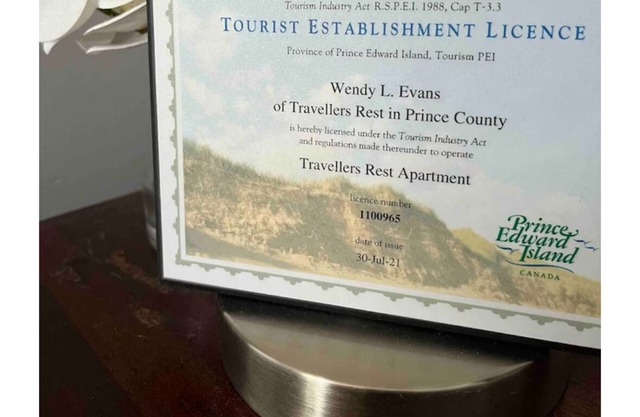 Tourism Industry Act R.S.P.E.I. 1988, Cap T-3.3
TOURIST ESTABLISHMENT LICENCE
Province of Prince Edward Island, Tourism PEI
Wendy L. Evans
of Travellers Rest in Prince County
is hereby licensed under the Tourism Industry Act
and regulations made thereunder to operate
Travellers Rest Apartment
licence number
1100965
date of issue
30-Jul-21
Prince
Edward
Island
CANADA